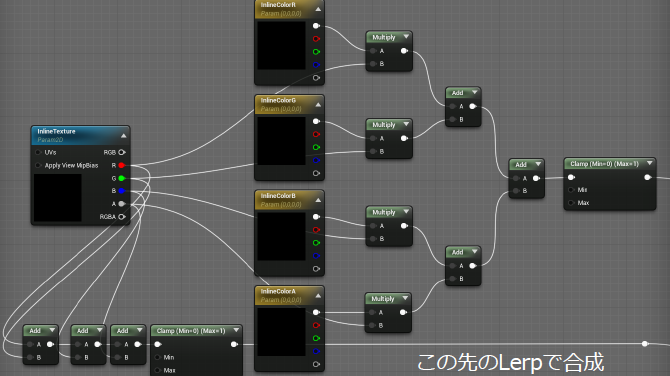 InlineColorR
Param (0,0,0,0)
Multiply
A
B
InlineColorG
Param (0,0,0,0)
Multiply
A
B
Add
A
B
InlineTexture
Param2D
UVs
RGB
Apply View MipBias
R
G
B
A
RGBA
Add
A
B
Clamp (Min=0) (Max=1)
Min
Max
InlineColorB
Param (0,0,0,0)
Multiply
A
B
Add
A
B
InlineColorA
Param (0,0,0,0)
Multiply
A
B
Add
A
B
Add
A
B
Add
A
B
Clamp (Min=0) (Max=1)
Min
Max
この先のLerpで合成